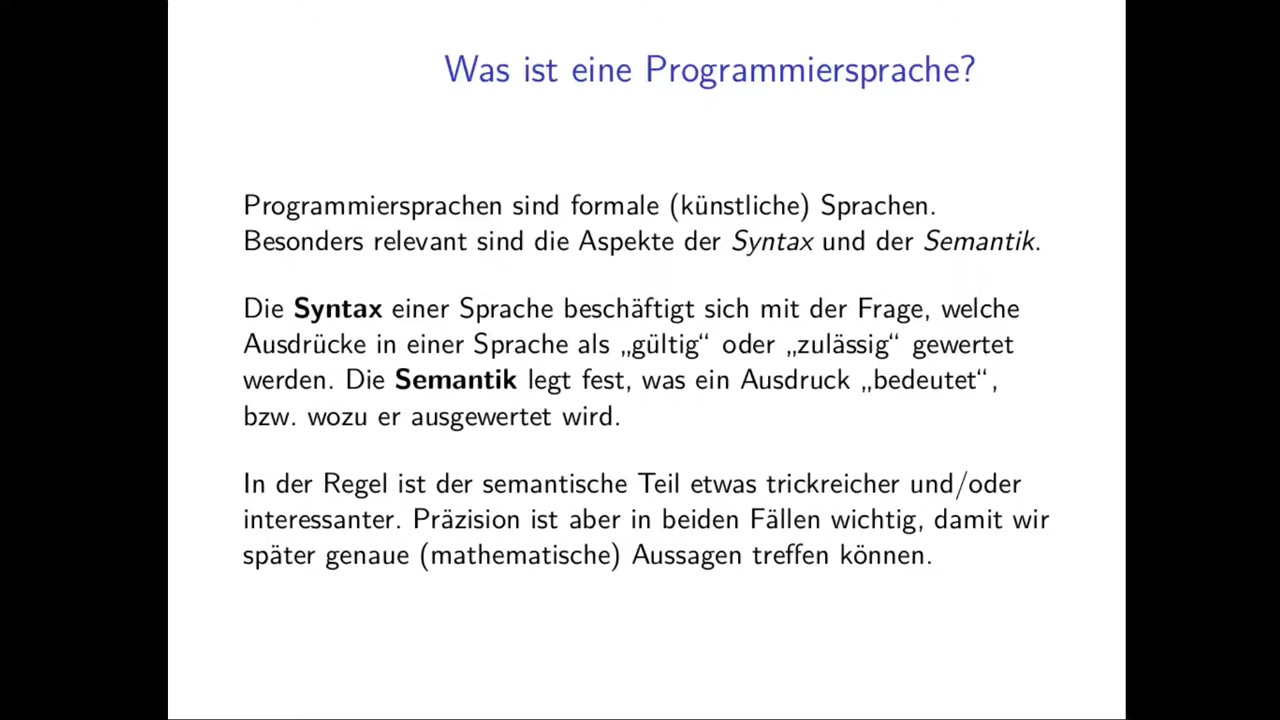 Was ist eine Programmiersprache?
Programmiersprachen sind formale (künstliche) Sprachen.
Besonders relevant sind die Aspekte der Syntax und der Semantik.
Die Syntax einer Sprache beschäftigt sich mit der Frage, welche
Ausdrücke in einer Sprache als „gültig“ oder „zulässig“ gewertet
werden. Die Semantik legt fest, was ein Ausdruck „bedeutet“,
bzw. wozu er ausgewertet wird.
In der Regel ist der semantische Teil etwas trickreicher und/oder
interessanter. Präzision ist aber in beiden Fällen wichtig, damit wir
später genaue (mathematische) Aussagen treffen können.